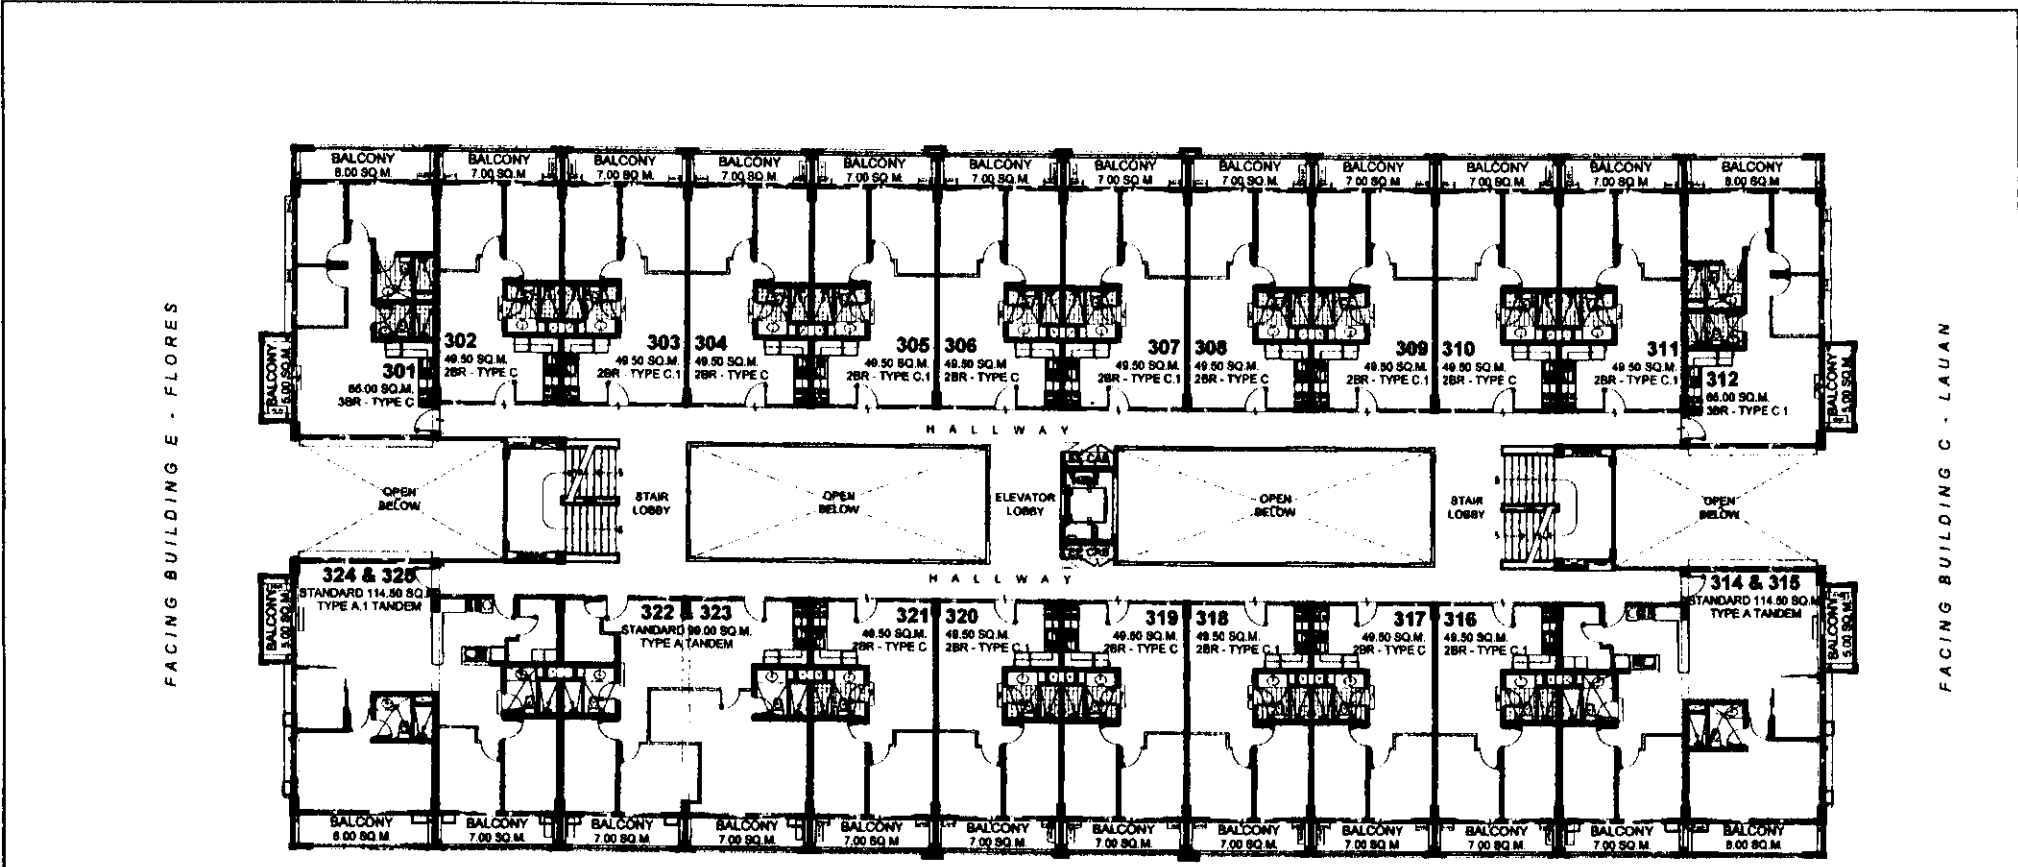 BALCONY
8.00 SQ.M.
BALCONY
7.00 SQ.M.
BALCONY
7.00 SQ.M.
BALCONY
7.00 SQ.M.
BALCONY
7.00 SQ.M.
BALCONY
7.00 SQ.M.
BALCONY
7.00 SQ.M.
BALCONY
7.00 SQ.M.
BALCONY
7.00 SQ.M.
BALCONY
7.00 SQ.M.
BALCONY
7.00 SQ.M.
BALCONY
8.00 SQ.M.
FACING BUILDING E - FLORES
BALCONY
5.00 SQ.M.
301
66.00 SQ.M.
3BR - TYPE C
302
49.50 SQ.M.
2BR - TYPE C
303
49.50 SQ.M.
2BR - TYPE C.1
304
49.50 SQ.M.
2BR - TYPE C
305
49.50 SQ.M.
2BR - TYPE C.1
306
49.50 SQ.M.
2BR - TYPE C
307
49.50 SQ.M.
2BR - TYPE C.1
308
49.50 SQ.M.
2BR - TYPE C
309
49.50 SQ.M.
2BR - TYPE C.1
310
49.50 SQ.M.
2BR - TYPE C
311
49.50 SQ.M.
2BR - TYPE C.1
312
66.00 SQ.M.
3BR - TYPE C.1
BALCONY
5.00 SQ.M.
FACING BUILDING C - LAUAN
HALLWAY
OPEN
BELOW
STAIR
LOBBY
OPEN
BELOW
ELEVATOR
LOBBY
EE CAB
EE CAB
OPEN
BELOW
STAIR
LOBBY
OPEN
BELOW
HALLWAY
BALCONY
5.00 SQ.M.
324 & 325
STANDARD 114.50 SQ.M.
TYPE A.1 TANDEM
322 & 323
STANDARD 99.00 SQ.M.
TYPE A TANDEM
321
49.50 SQ.M.
2BR - TYPE C
320
49.50 SQ.M.
2BR - TYPE C.1
319
49.50 SQ.M.
2BR - TYPE C
318
49.50 SQ.M.
2BR - TYPE C.1
317
49.50 SQ.M.
2BR - TYPE C
316
49.50 SQ.M.
2BR - TYPE C.1
314 & 315
STANDARD 114.50 SQ.M.
TYPE A TANDEM
BALCONY
5.00 SQ.M.
BALCONY
8.00 SQ.M.
BALCONY
7.00 SQ.M.
BALCONY
7.00 SQ.M.
BALCONY
7.00 SQ.M.
BALCONY
7.00 SQ.M.
BALCONY
7.00 SQ.M.
BALCONY
7.00 SQ.M.
BALCONY
7.00 SQ.M.
BALCONY
7.00 SQ.M.
BALCONY
7.00 SQ.M.
BALCONY
7.00 SQ.M.
BALCONY
8.00 SQ.M.